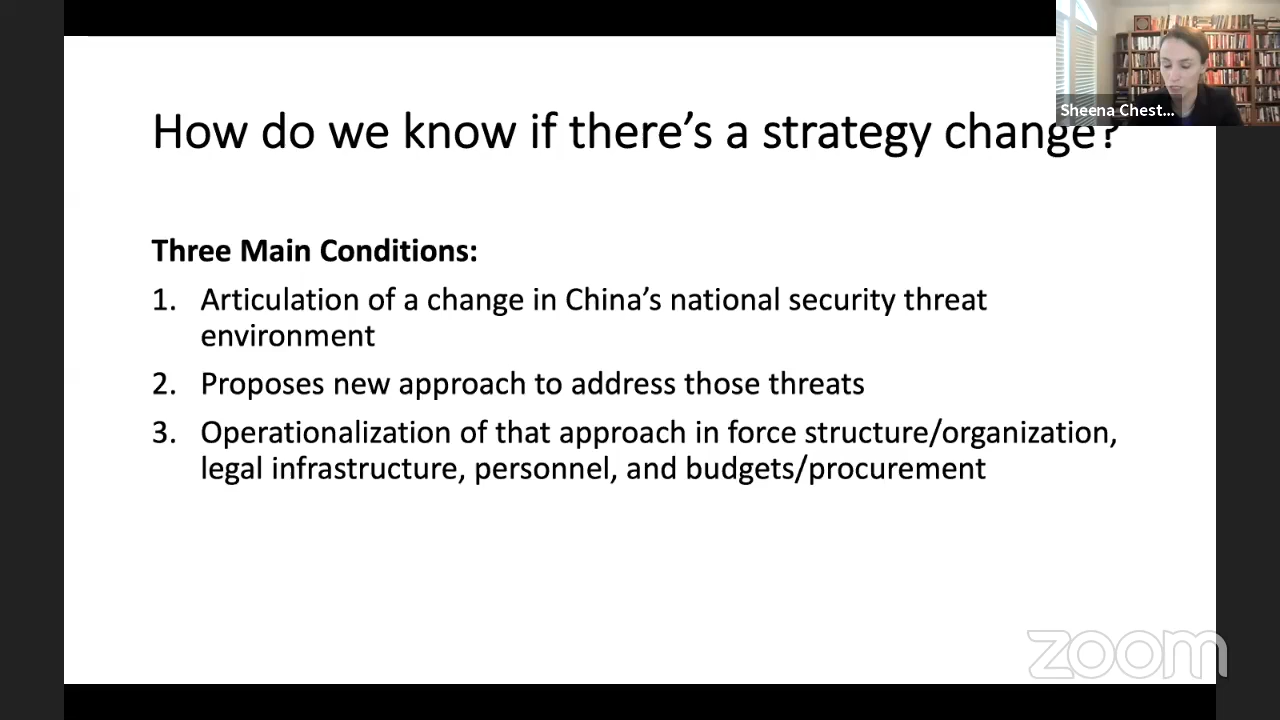 Sheena Chest...
How do we know if there's a strategy change?
Three Main Conditions:
1. Articulation of a change in China's national security threat
environment
2. Proposes new approach to address those threats
3. Operationalization of that approach in force structure/organization,
legal infrastructure, personnel, and budgets/procurement
zoom